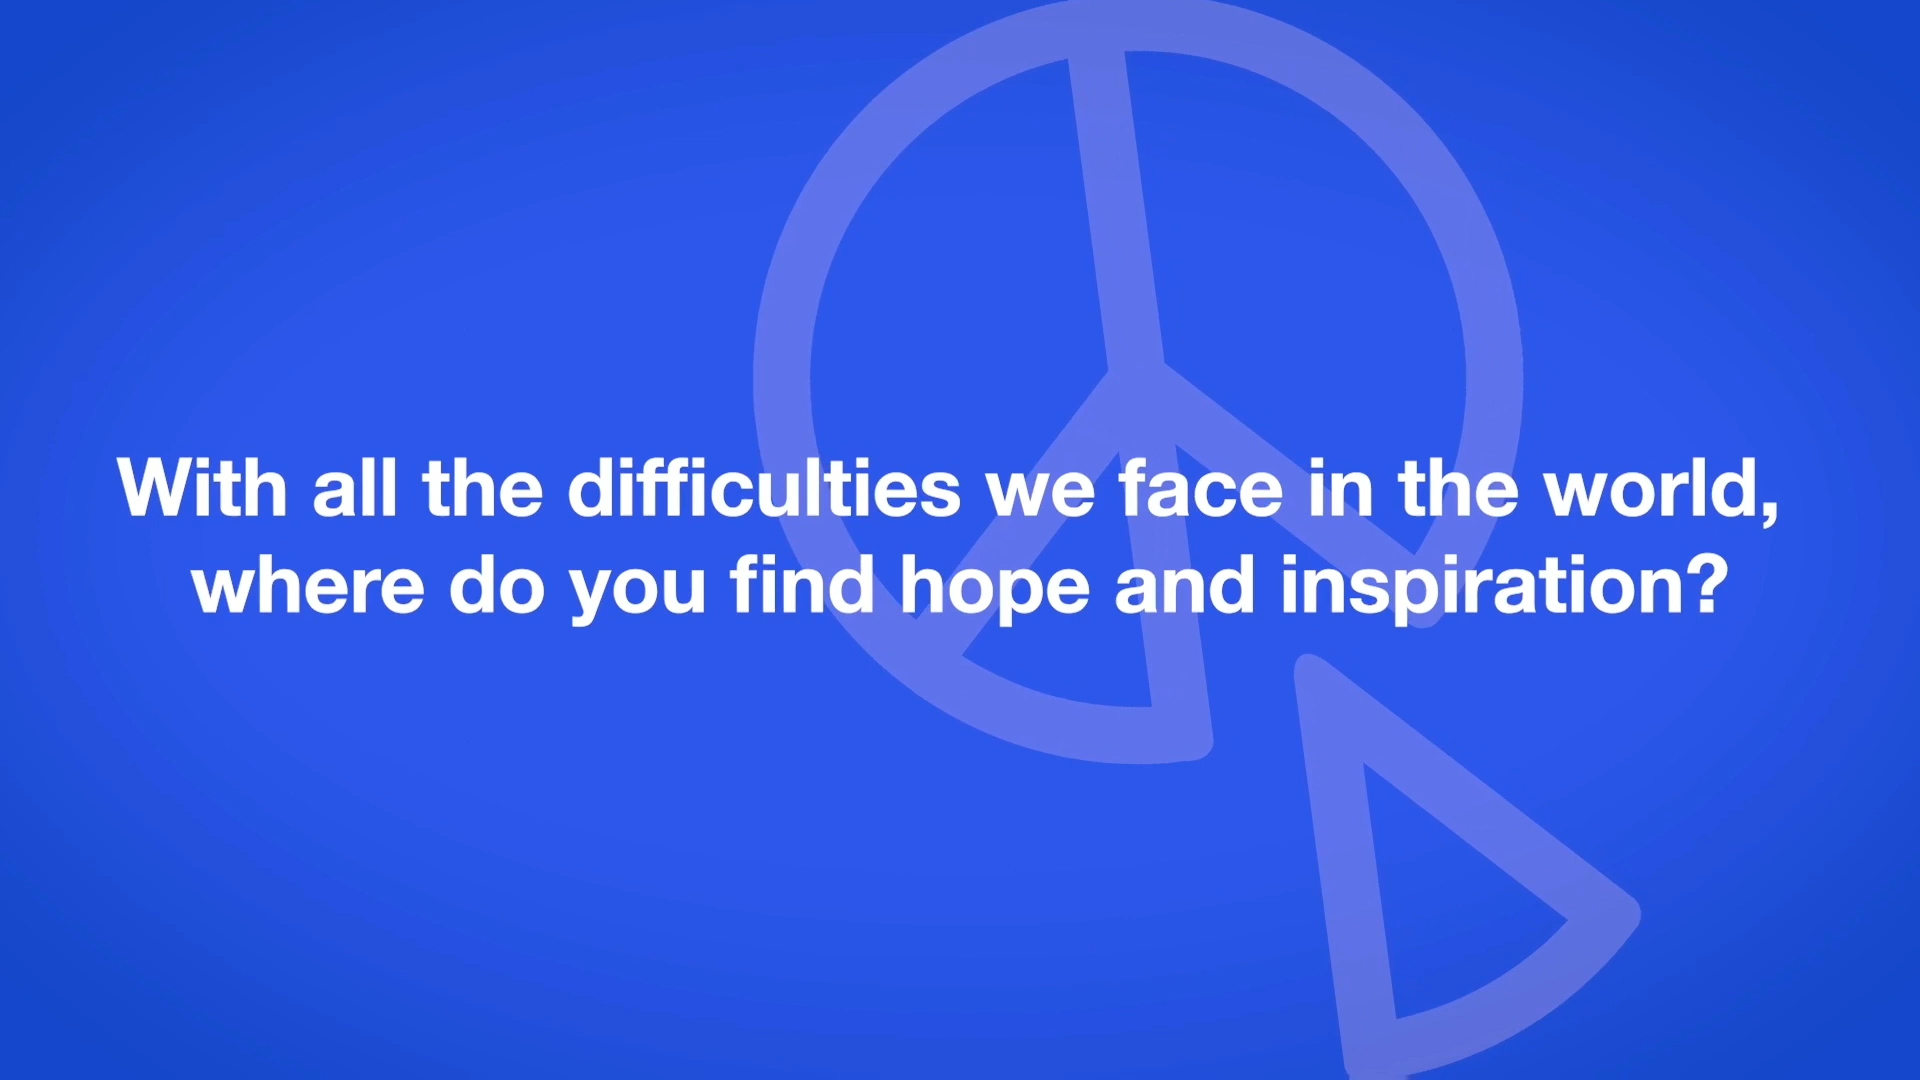 With all the difficulties we face in the world,
where do you find hope and inspiration?